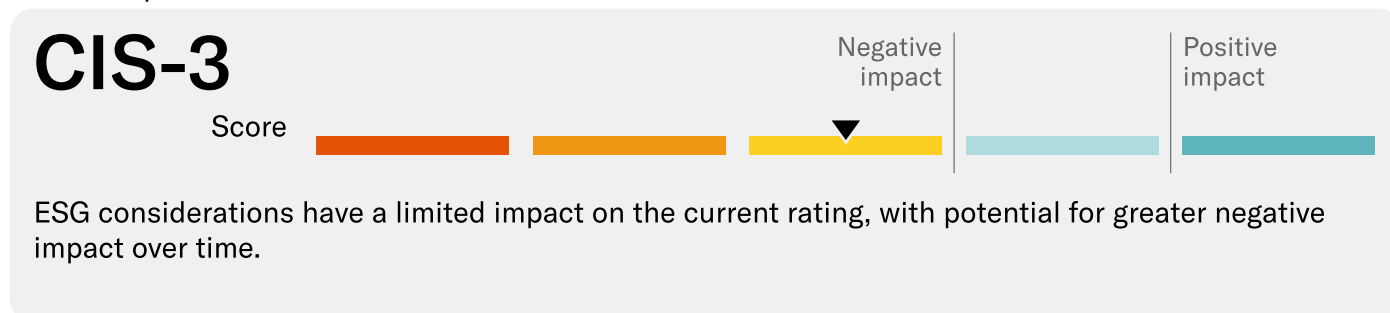 CIS-3
Negative
impact
Positive
impact
Score
ESG considerations have a limited impact on the current rating, with potential for greater negative
impact over time.